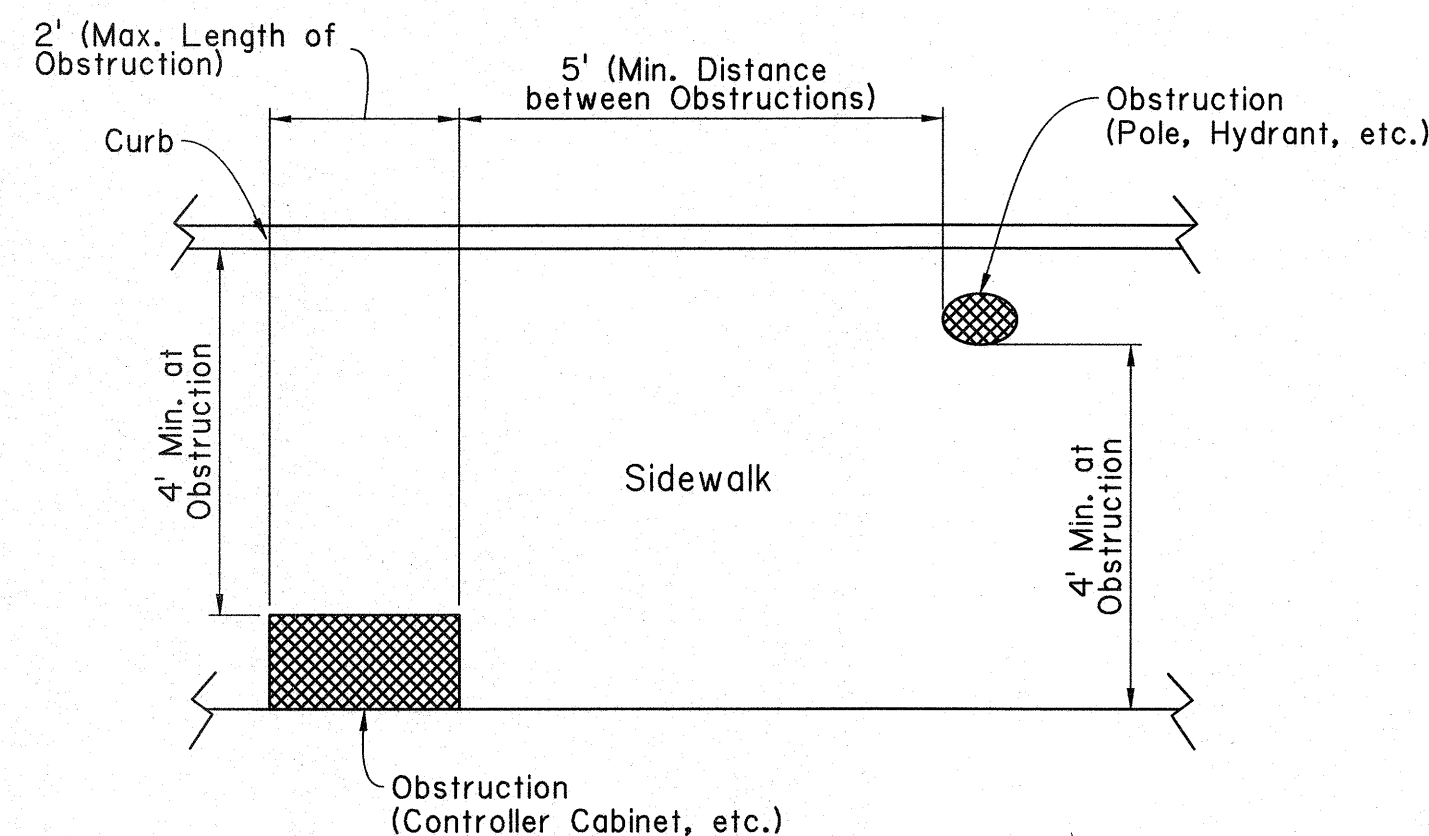 2' (Max. Length of
Obstruction)
5' (Min. Distance
between Obstructions)
Obstruction
(Pole, Hydrant, etc.)
Curb
4' Min. at
Obstruction
Sidewalk
4' Min. at
Obstruction
Obstruction
(Controller Cabinet, etc.)